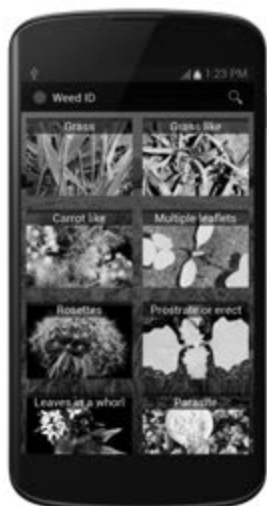 1:23 PM
Weed ID
Grass
Grass like
Carrot like
Multiple leaflets
Rosettes
Prostrate or erect
Leaves in a whorl
Parasite